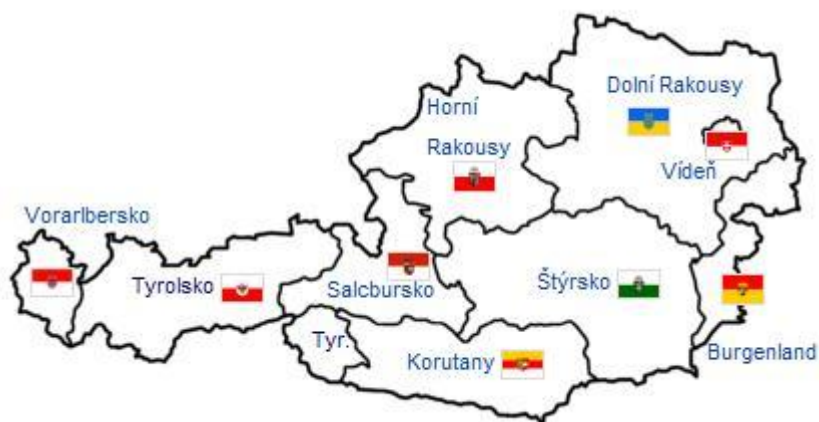 Dolní Rakousy
Horní
Rakousy
Vídeň
Vorarlbersko
Tyrolsko
Salcbursko
Štýrsko
Tyr.
Korutany
Burgenland